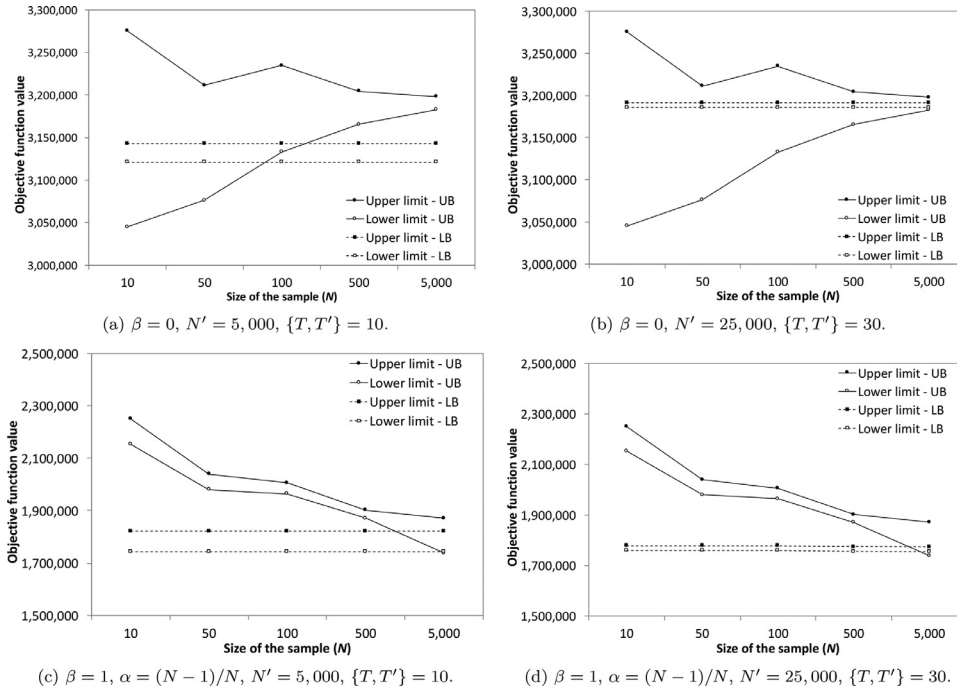 3,300,000
3,250,000
3,200,000
3,150,000
3,100,000
3,050,000
3,000,000
Objective function value
Upper limit - UB
Lower limit - UB
Upper limit - LB
Lower limit - LB
10 50 100 500 5,000
Size of the sample (N)
(a) β = 0, N′ = 5,000, {T, T′} = 10.
3,300,000
3,250,000
3,200,000
3,150,000
3,100,000
3,050,000
3,000,000
Objective function value
Upper limit - UB
Lower limit - UB
Upper limit - LB
Lower limit - LB
10 50 100 500 5,000
Size of the sample (N)
(b) β = 0, N′ = 25,000, {T, T′} = 30.
2,500,000
2,300,000
2,100,000
1,900,000
1,700,000
1,500,000
Objective function value
Upper limit - UB
Lower limit - UB
Upper limit - LB
Lower limit - LB
10 50 100 500 5,000
Size of the sample (N)
(c) β = 1, α = (N − 1)/N, N′ = 5,000, {T, T′} = 10.
2,500,000
2,300,000
2,100,000
1,900,000
1,700,000
1,500,000
Objective function value
Upper limit - UB
Lower limit - UB
Upper limit - LB
Lower limit - LB
10 50 100 500 5,000
Size of the sample (N)
(d) β = 1, α = (N − 1)/N, N′ = 25,000, {T, T′} = 30.